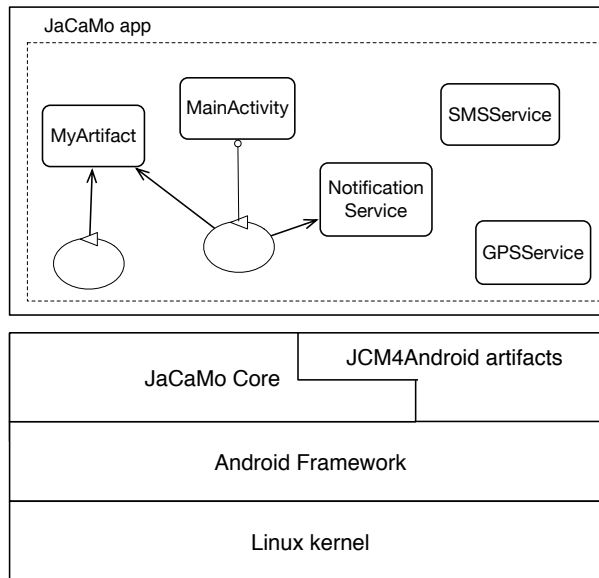 JaCaMo app
MainActivity
SMSService
MyArtifact
Notification
Service
GPSService
JCM4Android artifacts
JaCaMo Core
Android Framework
Linux kernel